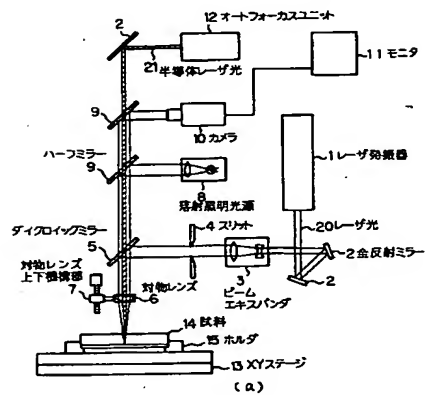 2
12 オートフォーカスユニット
21
半導体レーザ光
11 モニタ
9
10 カメラ
ハーフミラー
9
8
落射照明光源
1 レーザ発振器
20 レーザ光
ダイクロイックミラー
5
4 スリット
3
ビーム
エキスパンダ
2 全反射ミラー
2
対物レンズ
上下機構部
7
対物レンズ
6
14 試料
15 ホルダ
13 XYステージ
(a)